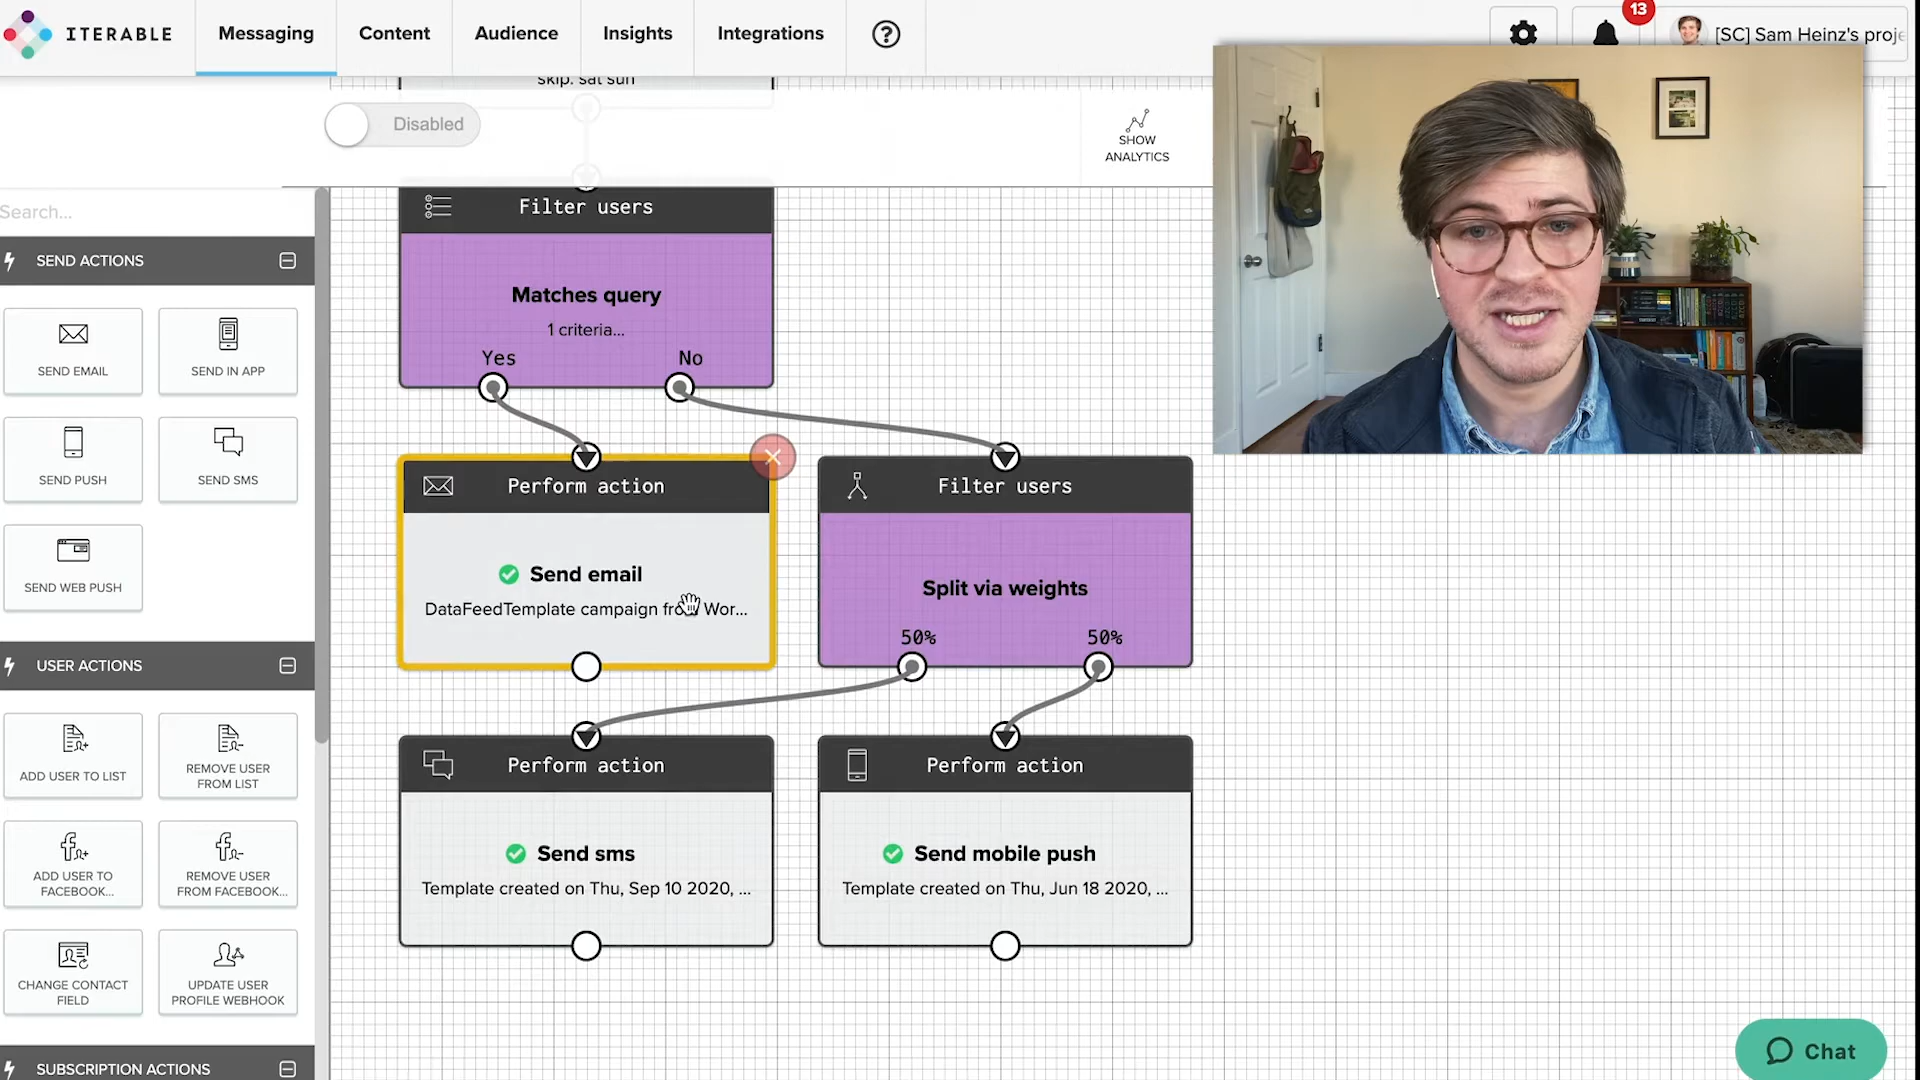 ITERABLE
Messaging
Content
Audience
Insights
Integrations
?
13
[SC] Sam Heinz's proje
skip: sat sun
Disabled
SHOW
ANALYTICS
Search...
SEND ACTIONS
SEND EMAIL
SEND IN APP
SEND PUSH
SEND SMS
SEND WEB PUSH
USER ACTIONS
ADD USER TO LIST
REMOVE USER
FROM LIST
ADD USER TO
FACEBOOK...
REMOVE USER
FROM FACEBOOK...
CHANGE CONTACT
FIELD
UPDATE USER
PROFILE WEBHOOK
SUBSCRIPTION ACTIONS
Filter users
Matches query
1 criteria...
Yes
No
Perform action
Send email
DataFeedTemplate campaign from Wor...
Filter users
Split via weights
50%
50%
Perform action
Send sms
Template created on Thu, Sep 10 2020, ...
Perform action
Send mobile push
Template created on Thu, Jun 18 2020, ...
Chat